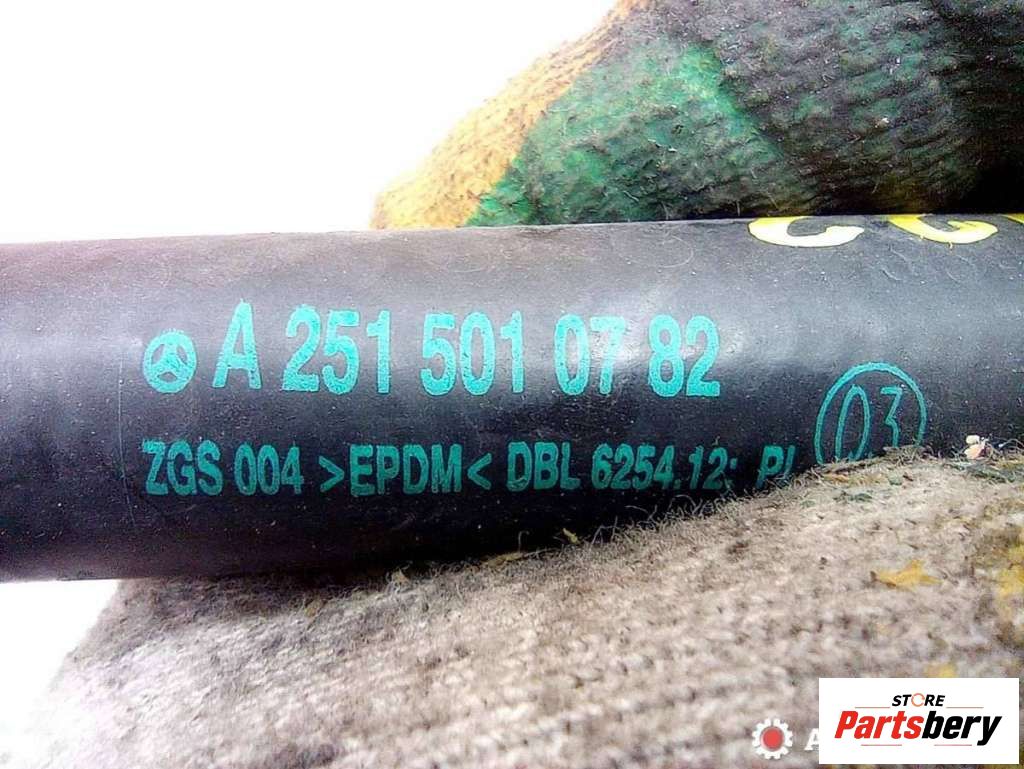 A 251 501 07 82
ZGS 004 >EPDM< DBL 6254.12:
03
STORE
Partsbery